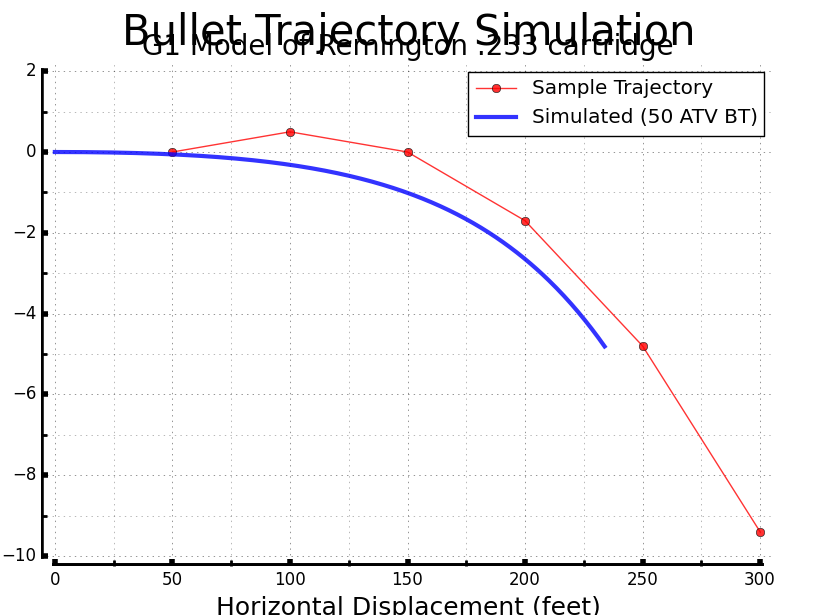 Bullet Trajectory Simulation
G1 Model of Remington .233 cartridge
Sample Trajectory
Simulated (50 ATV BT)
2
0
−2
−4
−6
−8
−10
0 50 100 150 200 250 300
Horizontal Displacement (feet)